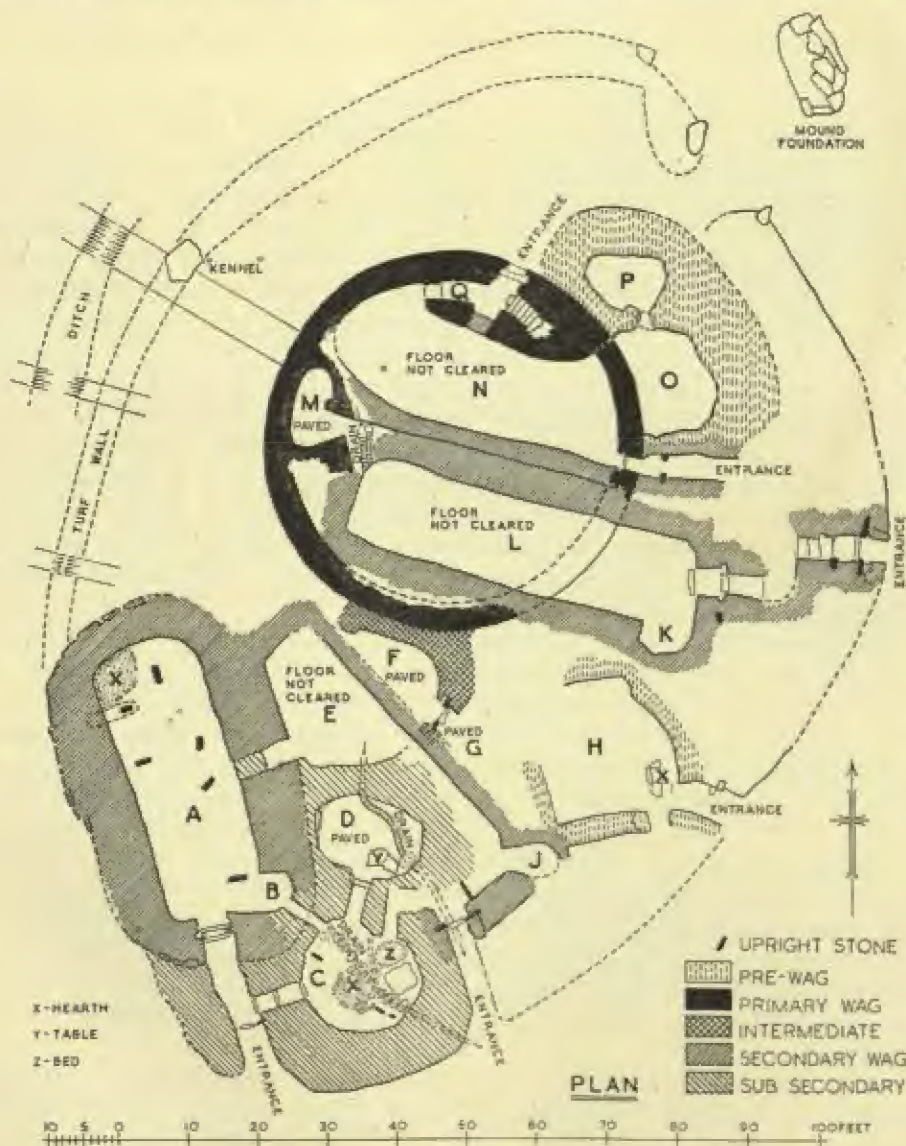 MOUND
FOUNDATION
ENTRANCE
"KENNEL"
DITCH
TURF WALL
P
Q
O
FLOOR
NOT CLEARED
N
M
PAVED
DRAIN
ENTRANCE
FLOOR
NOT CLEARED
L
ENTRANCE
K
F
PAVED
FLOOR
NOT
CLEARED
E
PAVED
G
H
X
X
ENTRANCE
A
D
PAVED
DRAIN
Y
J
B
C
Z
X
ENTRANCE
ENTRANCE
X-HEARTH
Y-TABLE
Z-BED
UPRIGHT STONE
PRE-WAG
PRIMARY WAG
INTERMEDIATE
SECONDARY WAG
SUB SECONDARY
PLAN
10 5 0 10 20 30 40 50 60 70 80 90 100 FEET